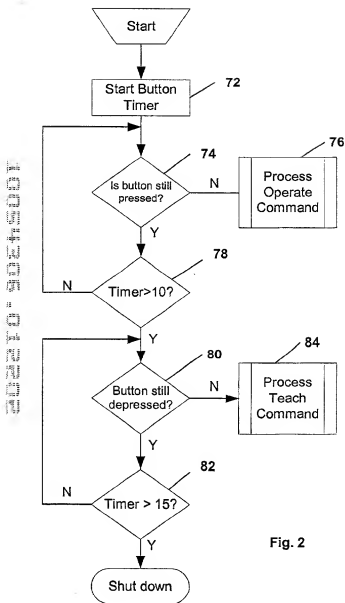 Start
72
Start Button
Timer
74
Is button still
pressed?
N
76
Process
Operate
Command
Y
78
Timer>10?
N
Y
80
Button still
depressed?
N
84
Process
Teach
Command
Y
82
Timer > 15?
N
Y
Fig. 2
Shut down